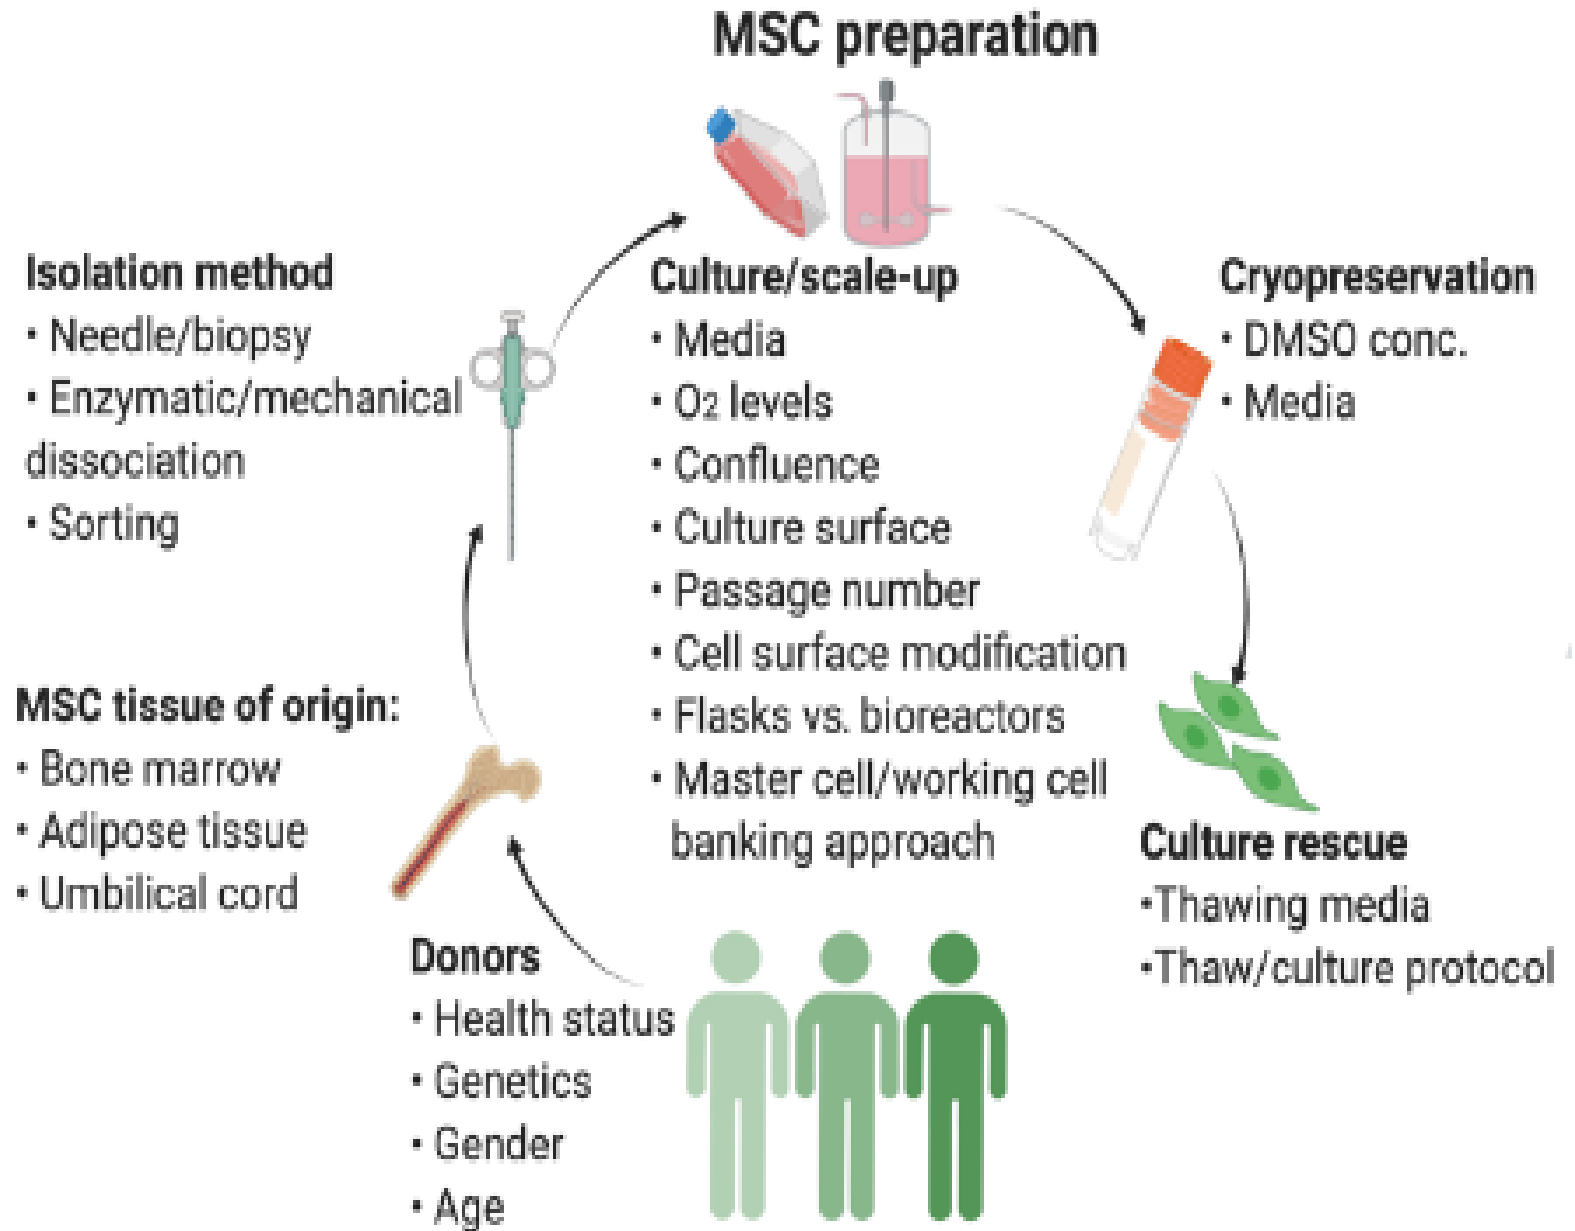 MSC preparation
Isolation method
• Needle/biopsy
• Enzymatic/mechanical
dissociation
• Sorting
Culture/scale-up
• Media
• O2 levels
• Confluence
• Culture surface
• Passage number
• Cell surface modification
• Flasks vs. bioreactors
• Master cell/working cell
banking approach
Cryopreservation
• DMSO conc.
• Media
MSC tissue of origin:
• Bone marrow
• Adipose tissue
• Umbilical cord
Culture rescue
•Thawing media
•Thaw/culture protocol
Donors
• Health status
• Genetics
• Gender
• Age